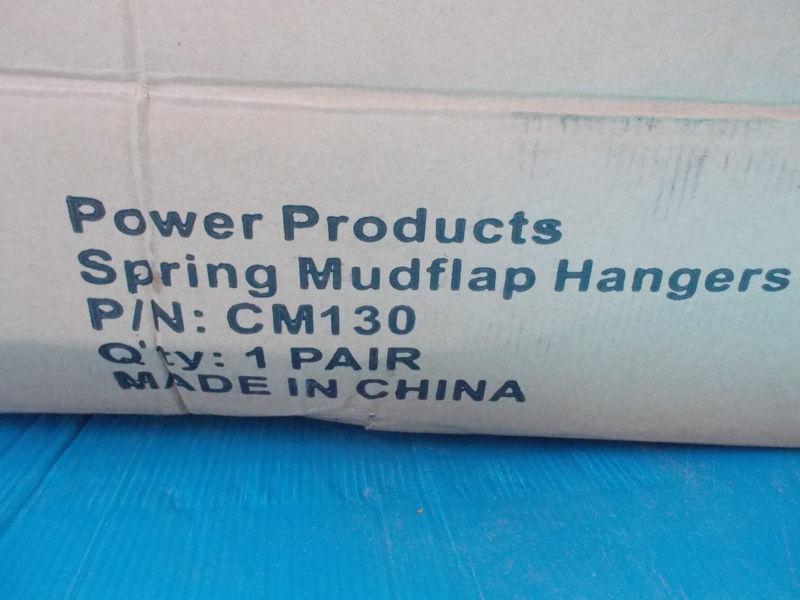 Power Products
Spring Mudflap Hangers
P/N: CM130
Q'ty: 1 PAIR
MADE IN CHINA